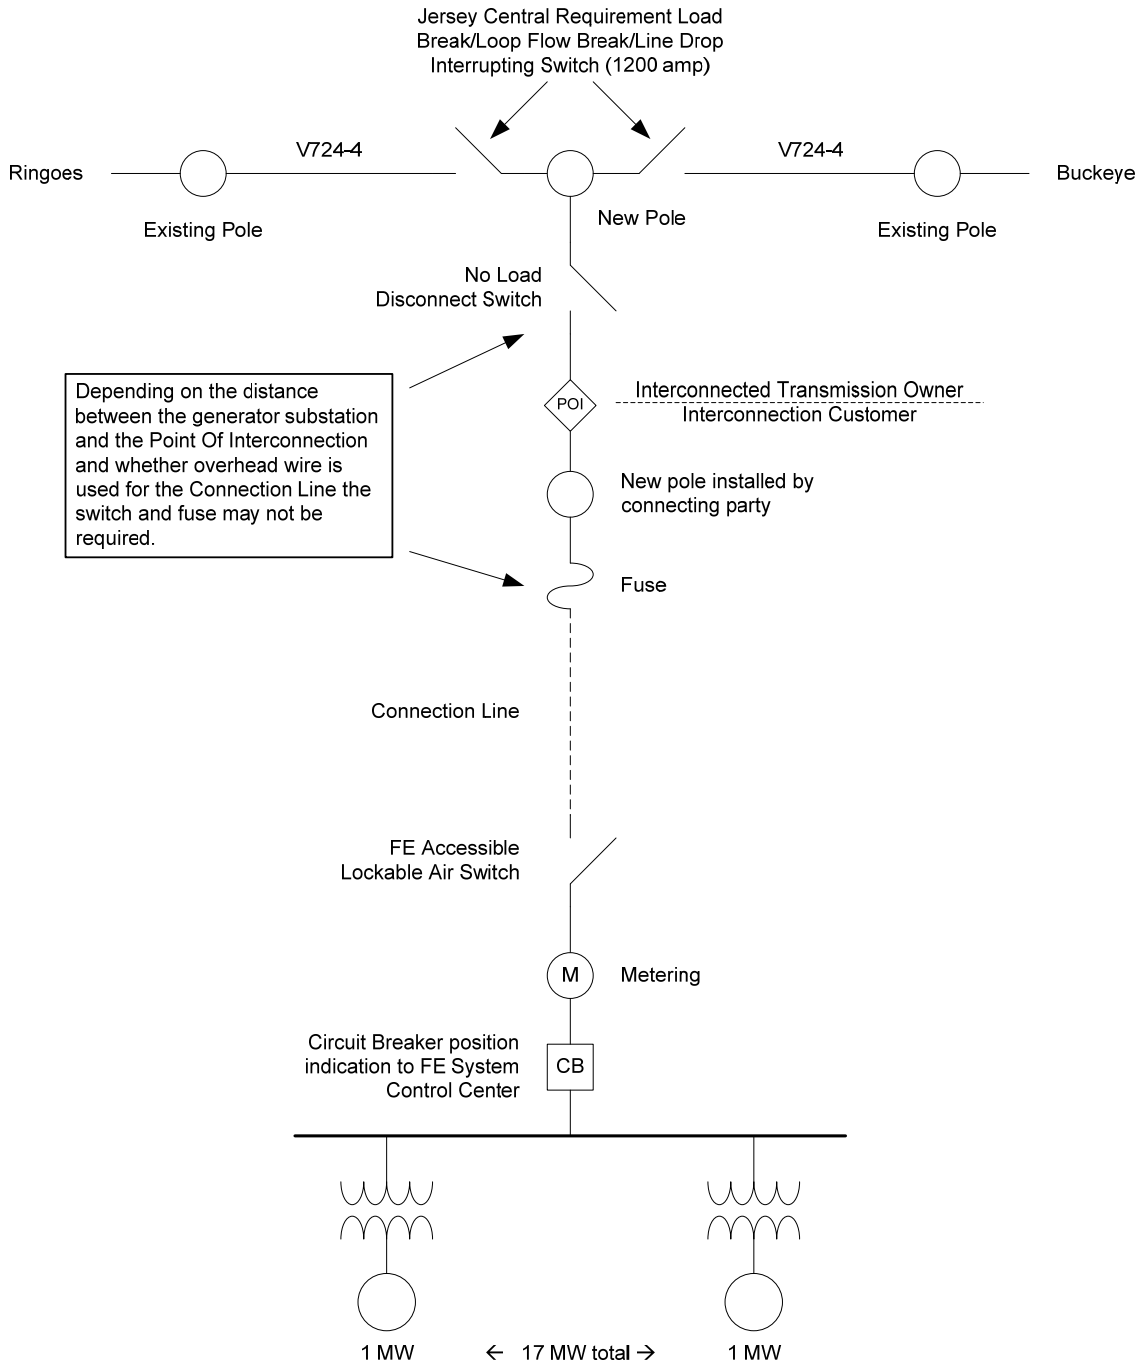 Jersey Central Requirement Load
Break/Loop Flow Break/Line Drop
Interrupting Switch (1200 amp)
V724-4
V724-4
Ringoes
Buckeye
Existing Pole
New Pole
Existing Pole
No Load
Disconnect Switch
Depending on the distance
between the generator substation
and the Point Of Interconnection
and whether overhead wire is
used for the Connection Line the
switch and fuse may not be
required.
POI
Interconnected Transmission Owner
Interconnection Customer
New pole installed by
connecting party
Fuse
Connection Line
FE Accessible
Lockable Air Switch
M
Metering
Circuit Breaker position
indication to FE System
Control Center
CB
1 MW
← 17 MW total →
1 MW